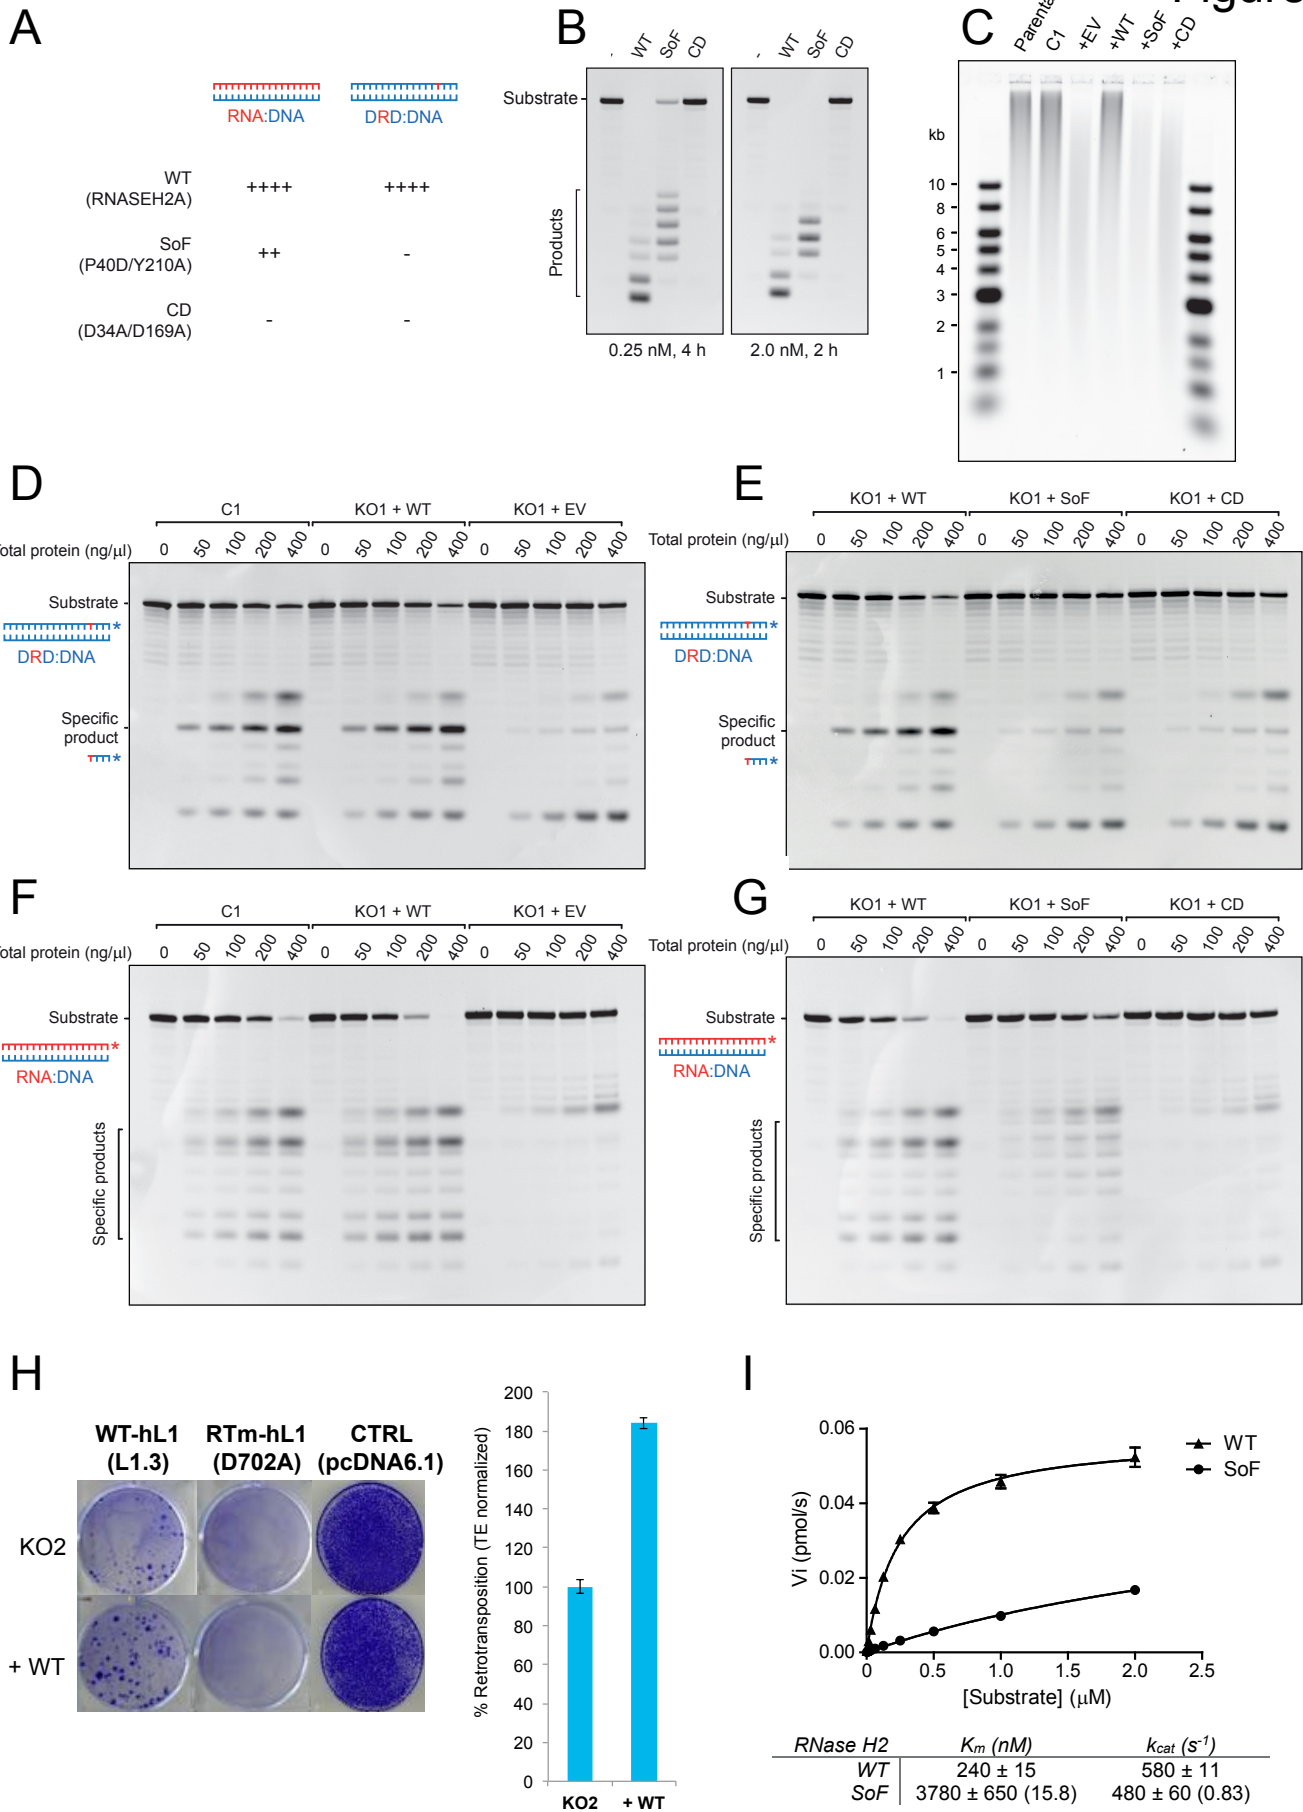 Figure
A
RNA:DNA
DRD:DNA
WT
(RNASEH2A)
++++
++++
SoF
(P40D/Y210A)
++
-
CD
(D34A/D169A)
-
-
B
-
WT
SoF
CD
-
WT
SoF
CD
Substrate
Products
0.25 nM, 4 h
2.0 nM, 2 h
C
Parenta
C1
+EV
+WT
+SoF
+CD
kb
10
8
6
5
4
3
2
1
D
C1
KO1 + WT
KO1 + EV
Total protein (ng/µl)
0 50 100 200 400 0 50 100 200 400 0 50 100 200 400
Substrate
*
DRD:DNA
Specific
product
*
E
KO1 + WT
KO1 + SoF
KO1 + CD
Total protein (ng/µl)
0 50 100 200 400 0 50 100 200 400 0 50 100 200 400
Substrate
*
DRD:DNA
Specific
product
*
F
C1
KO1 + WT
KO1 + EV
Total protein (ng/µl)
0 50 100 200 400 0 50 100 200 400 0 50 100 200 400
Substrate
*
RNA:DNA
Specific products
G
KO1 + WT
KO1 + SoF
KO1 + CD
Total protein (ng/µl)
0 50 100 200 400 0 50 100 200 400 0 50 100 200 400
Substrate
*
RNA:DNA
Specific products
H
WT-hL1
(L1.3)
RTm-hL1
(D702A)
CTRL
(pcDNA6.1)
KO2
+ WT
% Retrotransposition (TE normalized)
200
180
160
140
120
100
80
60
40
20
0
KO2
+ WT
I
Vi (pmol/s)
0.06
0.04
0.02
0.00
0 0.5 1.0 1.5 2.0 2.5
[Substrate] (µM)
WT
SoF
RNase H2 Km (nM) kcat (s-1)
WT 240 ± 15 580 ± 11
SoF 3780 ± 650 (15.8) 480 ± 60 (0.83)